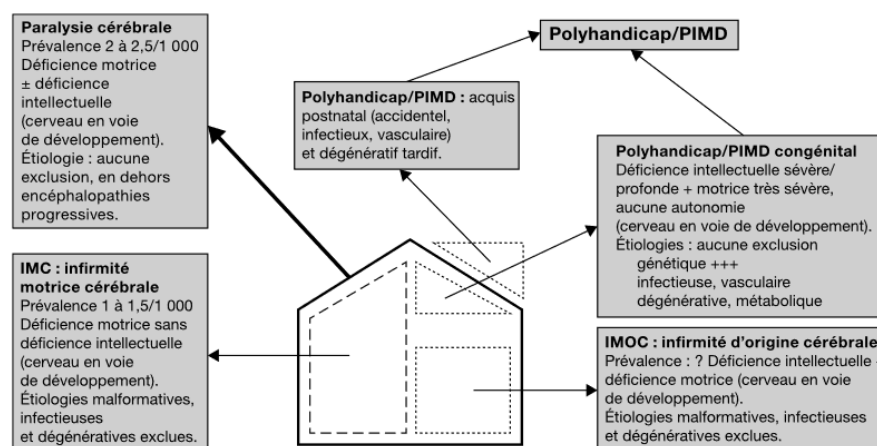 Paralysie cérébrale
Prévalence 2 à 2,5/1 000
Déficience motrice
± déficience
intellectuelle
(cerveau en voie
de développement).
Étiologie : aucune
exclusion, en dehors
encéphalopathies
progressives.
Polyhandicap/PIMD
Polyhandicap/PIMD : acquis
postnatal (accidentel,
infectieux, vasculaire)
et dégénératif tardif.
Polyhandicap/PIMD congénital
Déficience intellectuelle sévère/
profonde + motrice très sévère,
aucune autonomie
(cerveau en voie de développement).
Étiologies : aucune exclusion
génétique +++
infectieuse, vasculaire
dégénérative, métabolique
IMC : infirmité
motrice cérébrale
Prévalence 1 à 1,5/1 000
Déficience motrice sans
déficience intellectuelle
(cerveau en voie
de développement).
Étiologies malformatives,
infectieuses
et dégénératives exclues.
IMOC : infirmité d'origine cérébrale
Prévalence : ? Déficience intellectuelle
déficience motrice (cerveau en voie
de développement).
Étiologies malformatives, infectieuses
et dégénératives exclues.